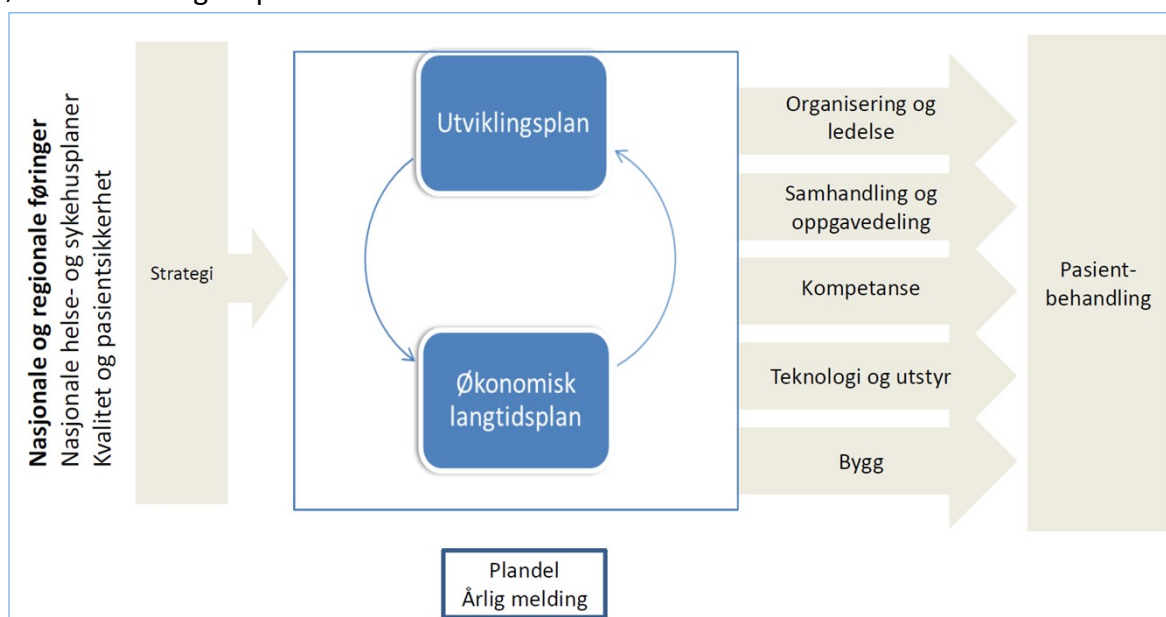 Nasjonale og regionale føringer
Nasjonale helse- og sykehusplaner
Kvalitet og pasientsikkerhet
Strategi
Utviklingsplan
Økonomisk
langtidsplan
Organisering og
ledelse
Samhandling og
oppgavedeling
Kompetanse
Teknologi og utstyr
Bygg
Pasient-
behandling
Plandel
Årlig melding